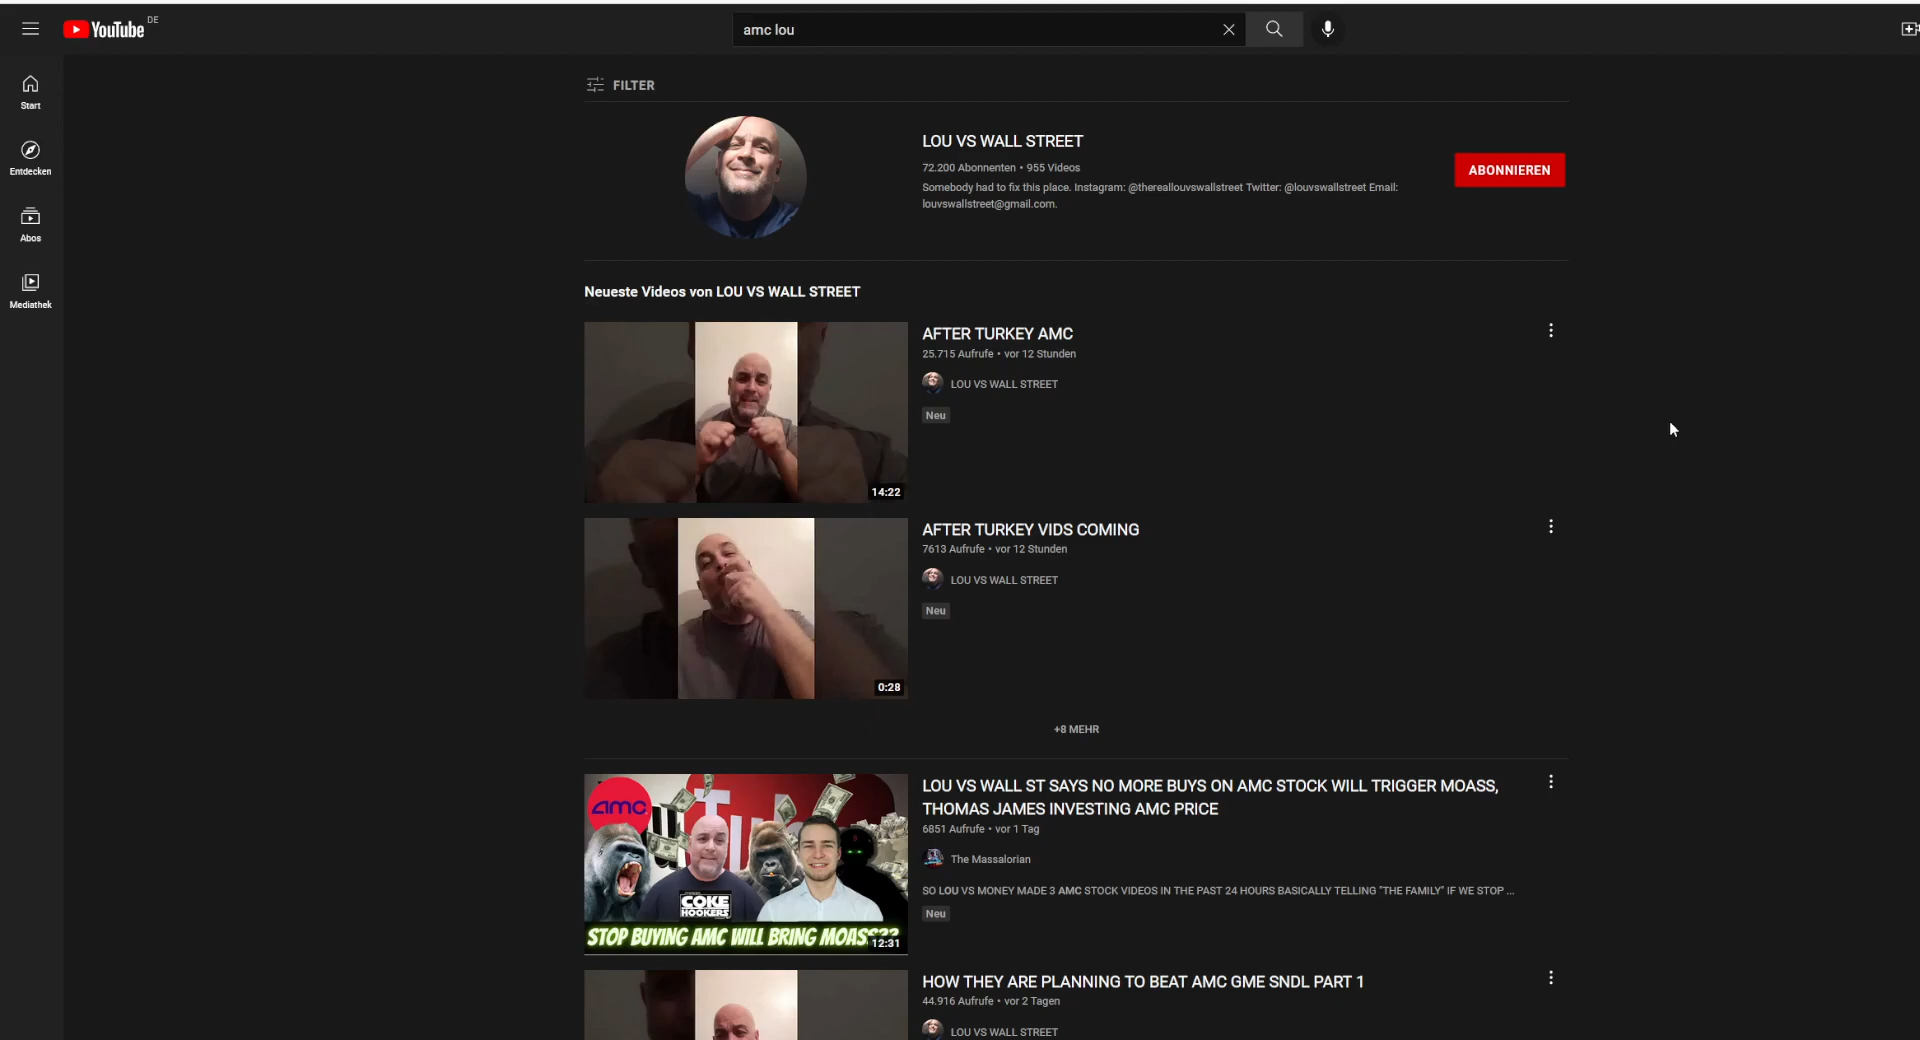 YouTube DE
amc lou
Start
Entdecken
Abos
Mediathek
FILTER
LOU VS WALL STREET
72.200 Abonnenten • 955 Videos
Somebody had to fix this place. Instagram: @thereallouvswallstreet Twitter: @louvswallstreet Email:
louvswallstreet@gmail.com.
ABONNIEREN
Neueste Videos von LOU VS WALL STREET
14:22
AFTER TURKEY AMC
25.715 Aufrufe • vor 12 Stunden
LOU VS WALL STREET
Neu
0:28
AFTER TURKEY VIDS COMING
7613 Aufrufe • vor 12 Stunden
LOU VS WALL STREET
Neu
+8 MEHR
amc
COKE
HOOKERS
STOP BUYING AMC WILL BRING MOASS??
12:31
LOU VS WALL ST SAYS NO MORE BUYS ON AMC STOCK WILL TRIGGER MOASS,
THOMAS JAMES INVESTING AMC PRICE
6851 Aufrufe • vor 1 Tag
The Massalorian
SO LOU VS MONEY MADE 3 AMC STOCK VIDEOS IN THE PAST 24 HOURS BASICALLY TELLING "THE FAMILY" IF WE STOP ...
Neu
HOW THEY ARE PLANNING TO BEAT AMC GME SNDL PART 1
44.916 Aufrufe • vor 2 Tagen
LOU VS WALL STREET